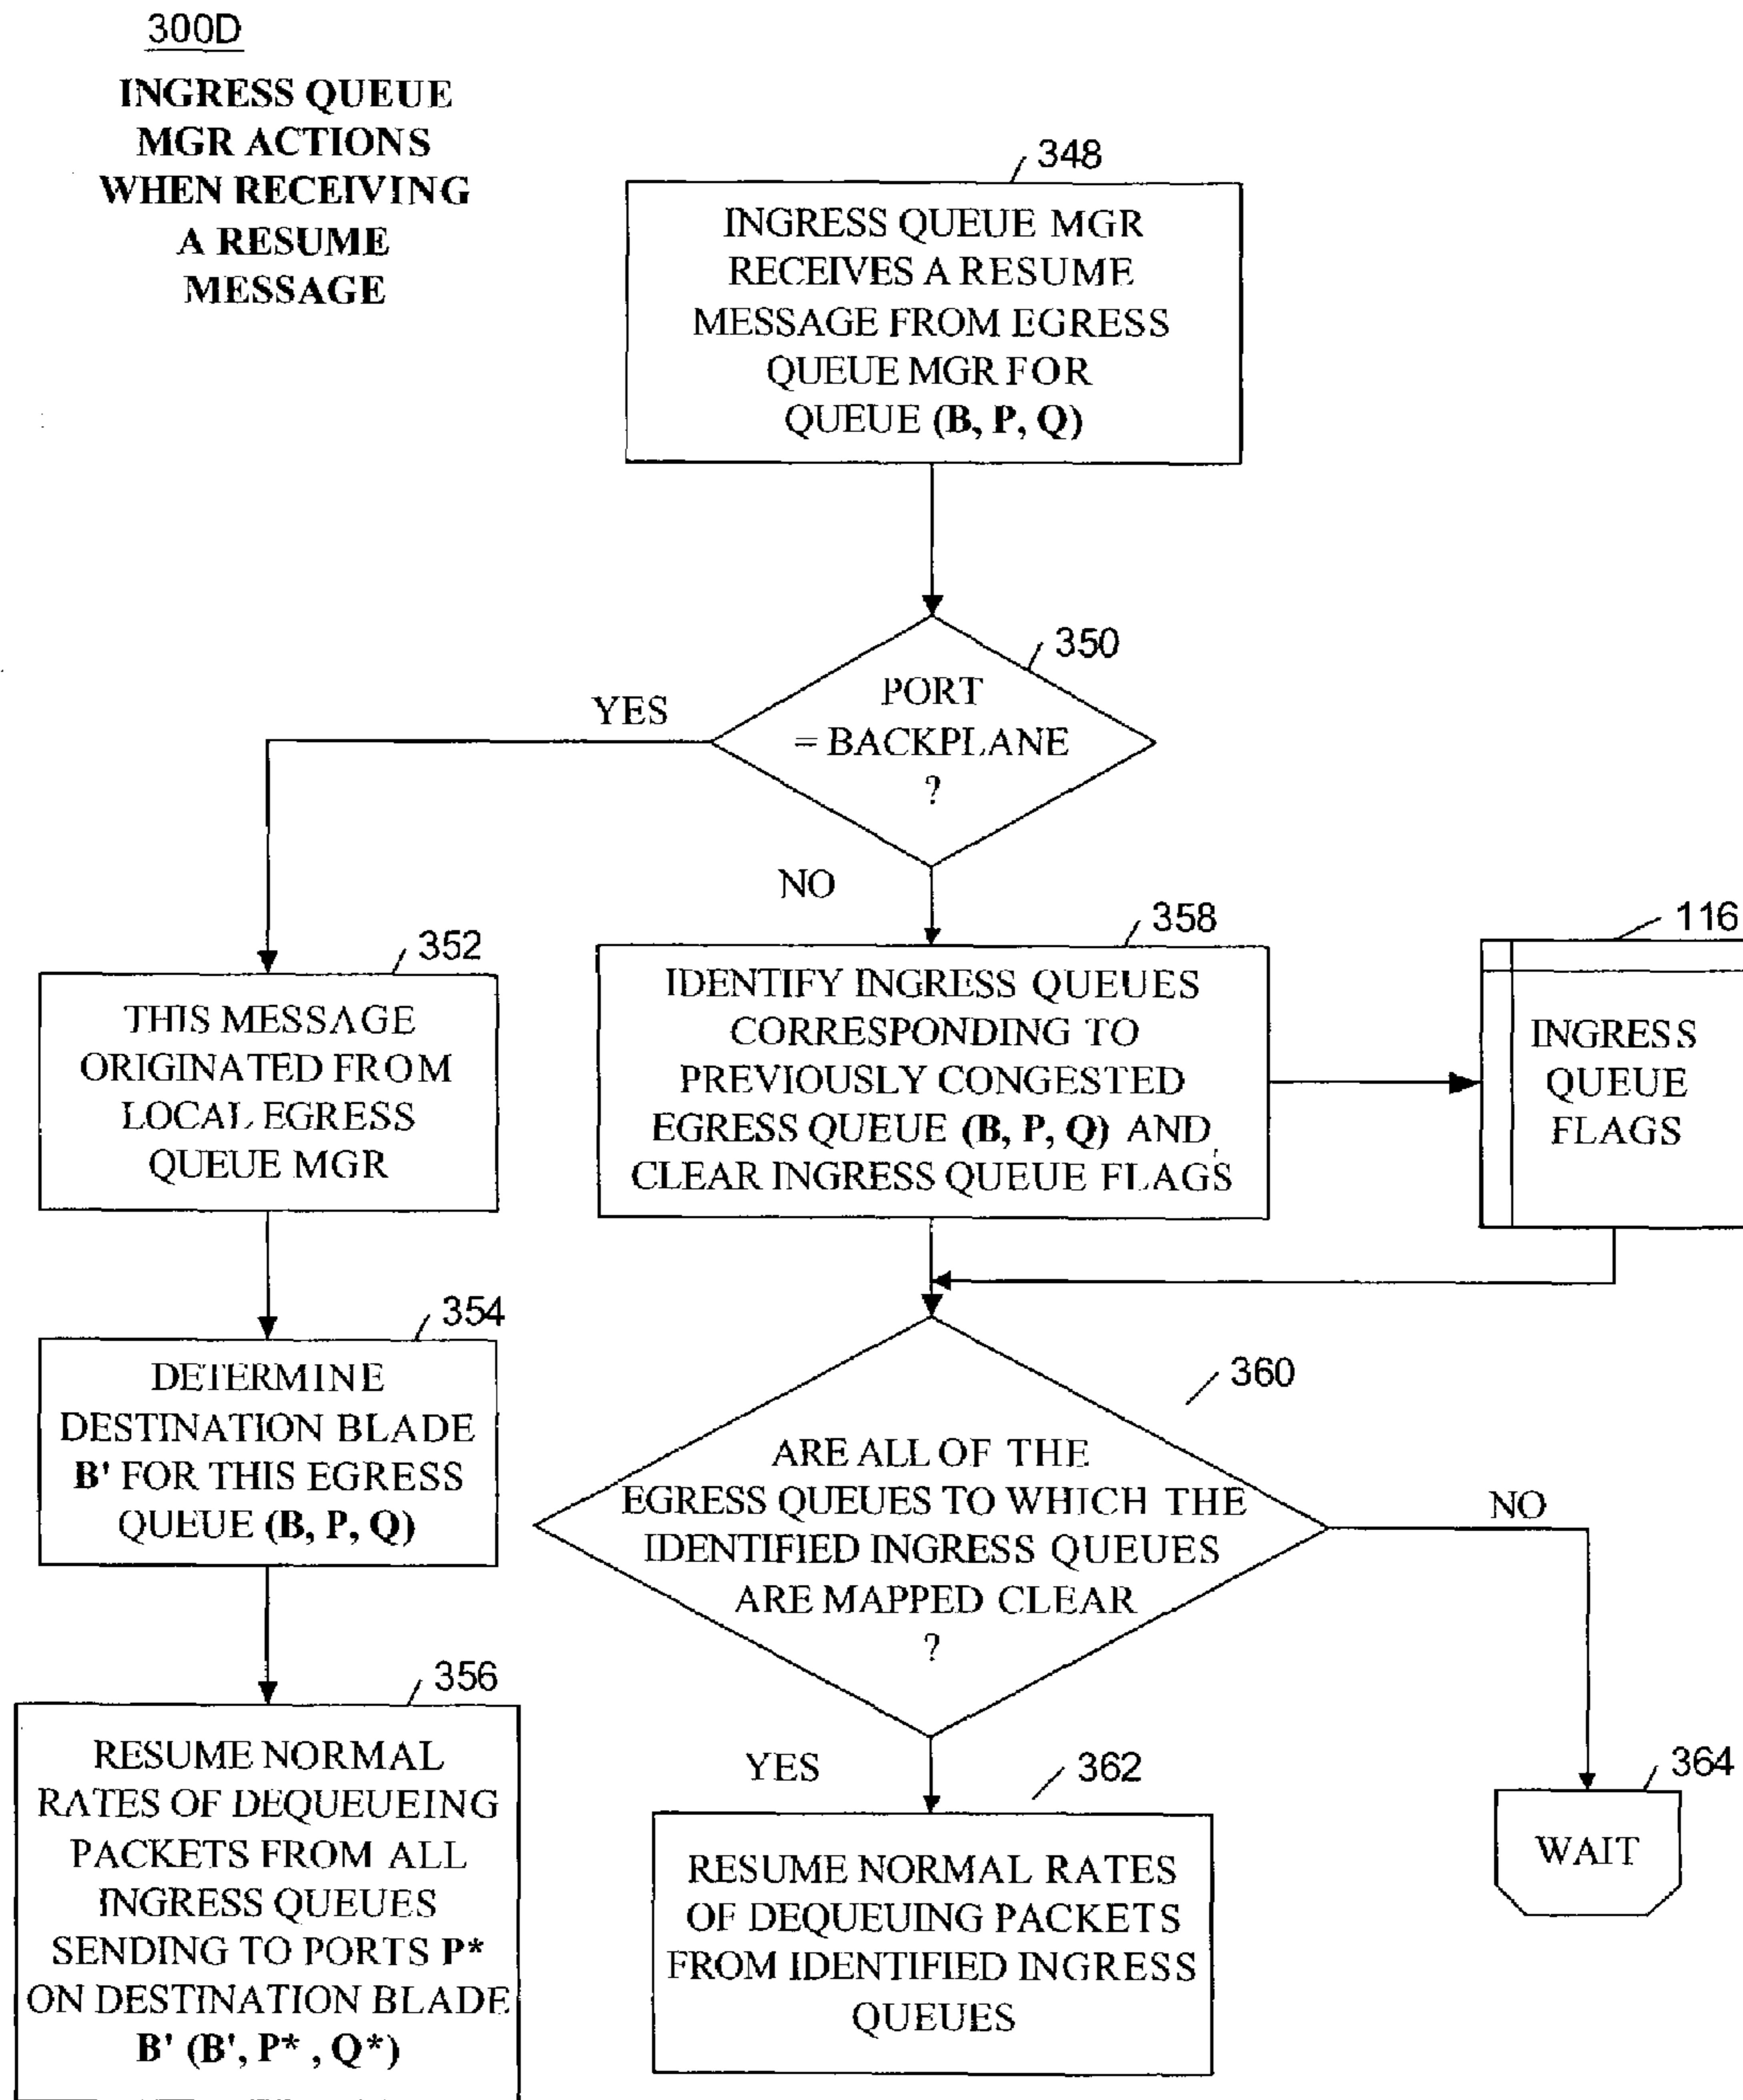 300D
INGRESS QUEUE
MGR ACTIONS
WHEN RECEIVING
A RESUME
MESSAGE
348
INGRESS QUEUE MGR
RECEIVES A RESUME
MESSAGE FROM EGRESS
QUEUE MGR FOR
QUEUE (B, P, Q)
350
PORT
= BACKPLANE
?
YES
NO
352
THIS MESSAGE
ORIGINATED FROM
LOCAL EGRESS
QUEUE MGR
358
IDENTIFY INGRESS QUEUES
CORRESPONDING TO
PREVIOUSLY CONGESTED
EGRESS QUEUE (B, P, Q) AND
CLEAR INGRESS QUEUE FLAGS
116
INGRESS
QUEUE
FLAGS
354
DETERMINE
DESTINATION BLADE
B' FOR THIS EGRESS
QUEUE (B, P, Q)
360
ARE ALL OF THE
EGRESS QUEUES TO WHICH THE
IDENTIFIED INGRESS QUEUES
ARE MAPPED CLEAR
?
NO
YES
356
RESUME NORMAL
RATES OF DEQUEUEING
PACKETS FROM ALL
INGRESS QUEUES
SENDING TO PORTS P*
ON DESTINATION BLADE
B' (B', P* , Q*)
362
RESUME NORMAL RATES
OF DEQUEUING PACKETS
FROM IDENTIFIED INGRESS
QUEUES
364
WAIT